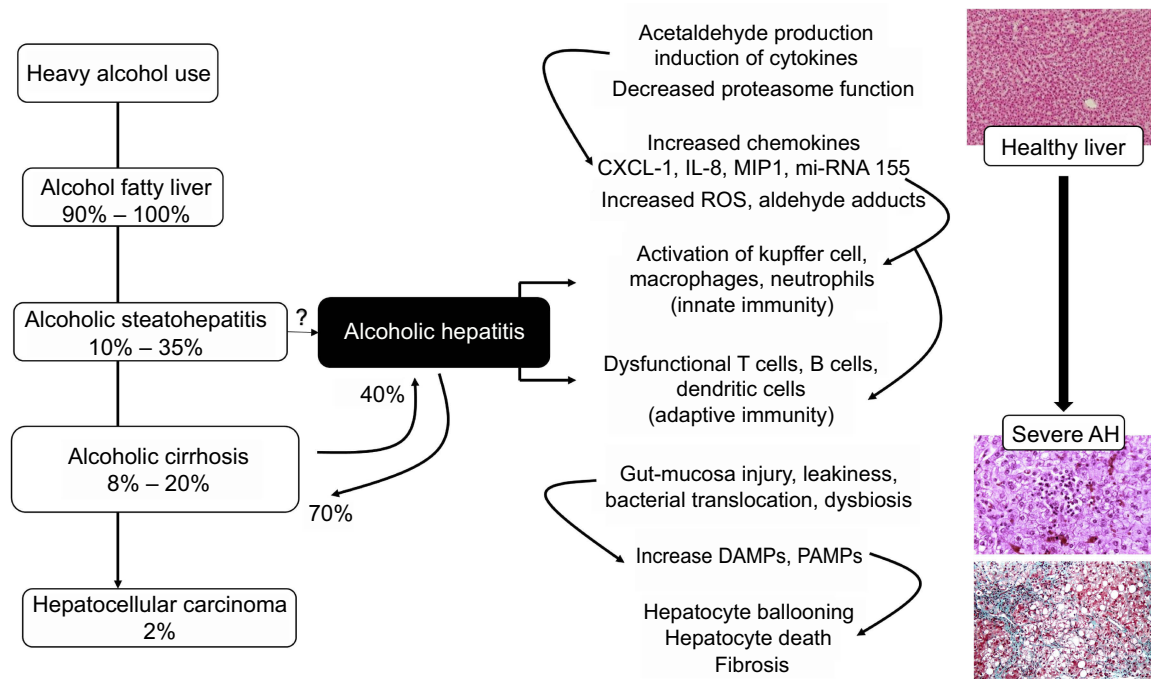 Heavy alcohol use
Alcohol fatty liver
90% – 100%
Alcoholic steatohepatitis
10% – 35%
?
Alcoholic hepatitis
40%
Alcoholic cirrhosis
8% – 20%
70%
Hepatocellular carcinoma
2%
Acetaldehyde production
induction of cytokines
Decreased proteasome function
Increased chemokines
CXCL-1, IL-8, MIP1, mi-RNA 155
Increased ROS, aldehyde adducts
Activation of kupffer cell,
macrophages, neutrophils
(innate immunity)
Dysfunctional T cells, B cells,
dendritic cells
(adaptive immunity)
Gut-mucosa injury, leakiness,
bacterial translocation, dysbiosis
Increase DAMPs, PAMPs
Hepatocyte ballooning
Hepatocyte death
Fibrosis
Healthy liver
Severe AH